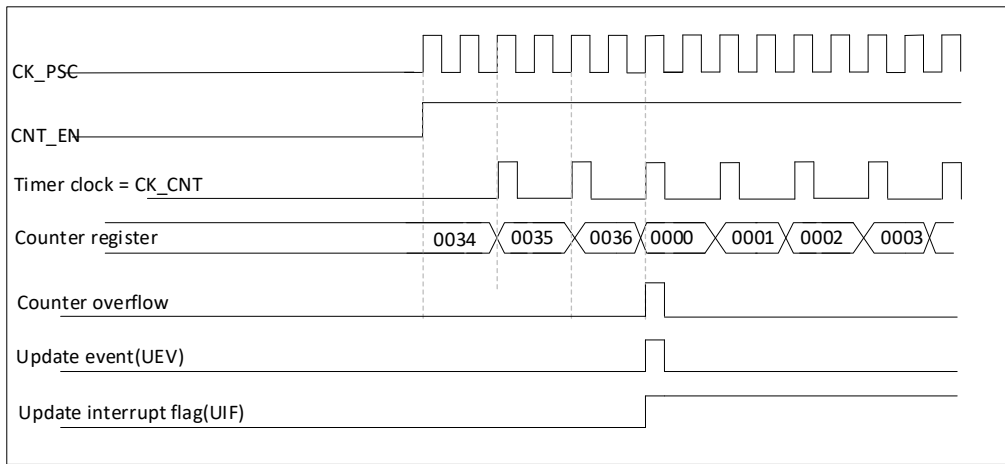 CK_PSC
CNT_EN
Timer clock = CK_CNT
Counter register
0034 0035 0036 0000 0001 0002 0003
Counter overflow
Update event(UEV)
Update interrupt flag(UIF)